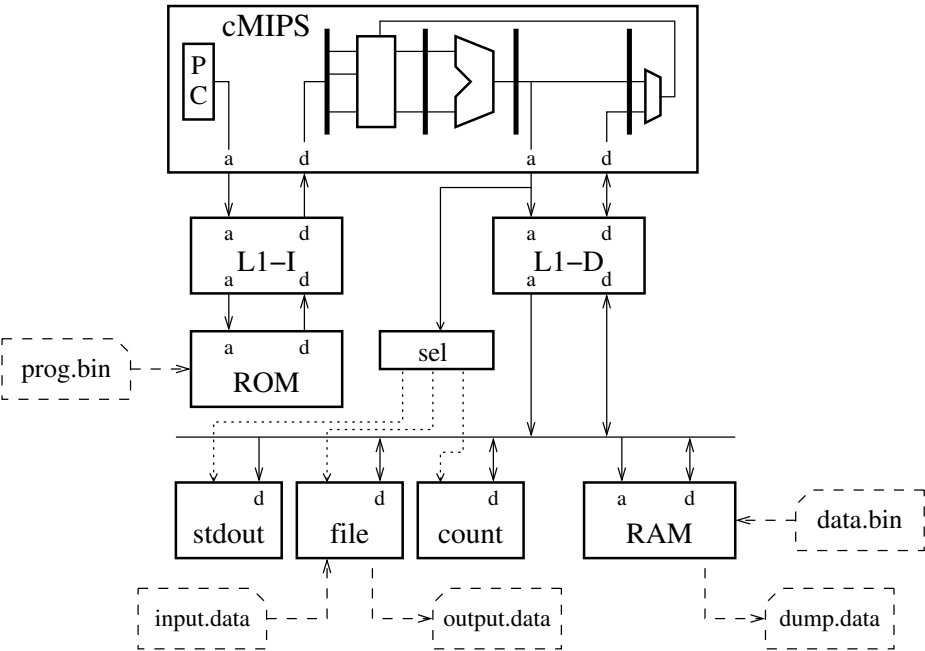 cMIPS
P
C
a d a d
a d a d
L1−I L1−D
a d a d
a d
sel
prog.bin
ROM
d d d a d
stdout file count RAM
data.bin
input.data output.data dump.data